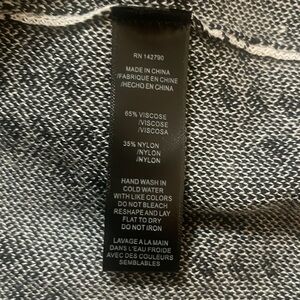 RN 142790
MADE IN CHINA
/FABRIQUE EN CHINE
/HECHO EN CHINA
65% VISCOSE
/VISCOSE
/VISCOSA
35% NYLON
/NYLON
/NYLON
HAND WASH IN
COLD WATER
WITH LIKE COLORS
DO NOT BLEACH
RESHAPE AND LAY
FLAT TO DRY
DO NOT IRON
LAVAGE A LA MAIN
DANS L'EAU FROIDE
AVEC DES COULEURS
SEMBLABLES